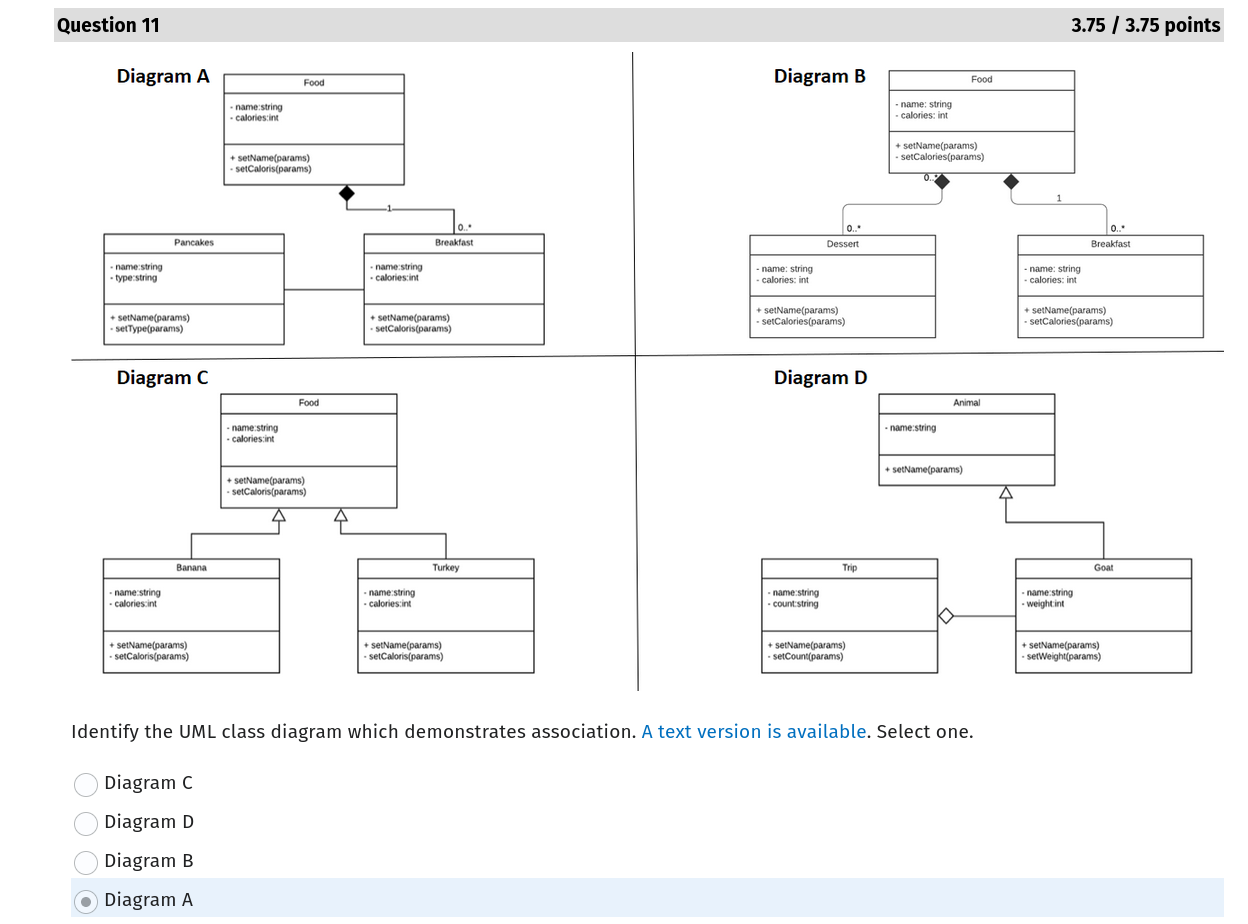 Question 11
3.75 / 3.75 points
Diagram A
Food
- name:string
- calories:int
+ setName(params)
- setCaloris(params)
1
0..*
Pancakes
- name:string
- type:string
+ setName(params)
- setType(params)
Breakfast
- name:string
- calories:int
+ setName(params)
- setCaloris(params)
Diagram B
Food
- name: string
- calories: int
+ setName(params)
- setCalories(params)
0..*
1
0..*
0..*
Dessert
- name: string
- calories: int
+ setName(params)
- setCalories(params)
Breakfast
- name: string
- calories: int
+ setName(params)
- setCalories(params)
Diagram C
Food
- name:string
- calories:int
+ setName(params)
- setCaloris(params)
Banana
- name:string
- calories:int
+ setName(params)
- setCaloris(params)
Turkey
- name:string
- calories:int
+ setName(params)
- setCaloris(params)
Diagram D
Animal
- name:string
+ setName(params)
Trip
- name:string
- count:string
+ setName(params)
- setCount(params)
Goat
- name:string
- weight:int
+ setName(params)
- setWeight(params)
Identify the UML class diagram which demonstrates association. A text version is available. Select one.
Diagram C
Diagram D
Diagram B
Diagram A